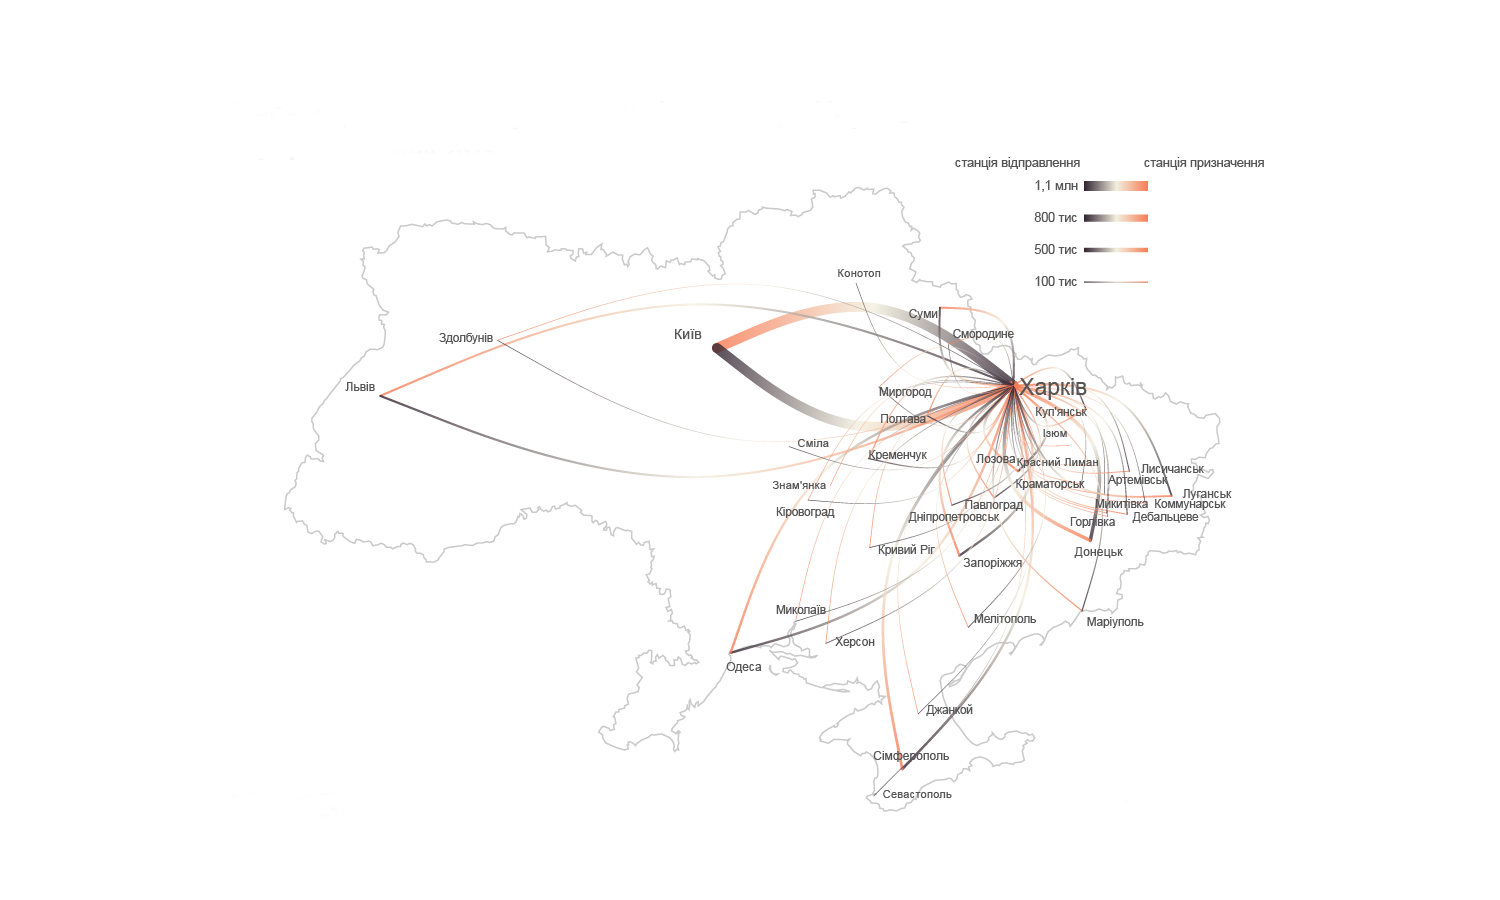 станція відправлення станція призначення
1,1 млн
800 тис
500 тис
100 тис
Конотоп
Суми
Смородине
Київ
Здолбунів
Львів
Харків
Миргород
Куп'янськ
Полтава
Ізюм
Сміла
Кременчук
Лозова
Красний Лиман
Лисичанськ
Артемівськ
Знам'янка
Краматорськ
Луганськ
Кіровоград
Павлоград
Микитівка
Коммунарськ
Дніпропетровськ
Горлівка
Дебальцеве
Кривий Ріг
Донецьк
Запоріжжя
Миколаїв
Мелітополь
Маріуполь
Херсон
Одеса
Джанкой
Сімферополь
Севастополь